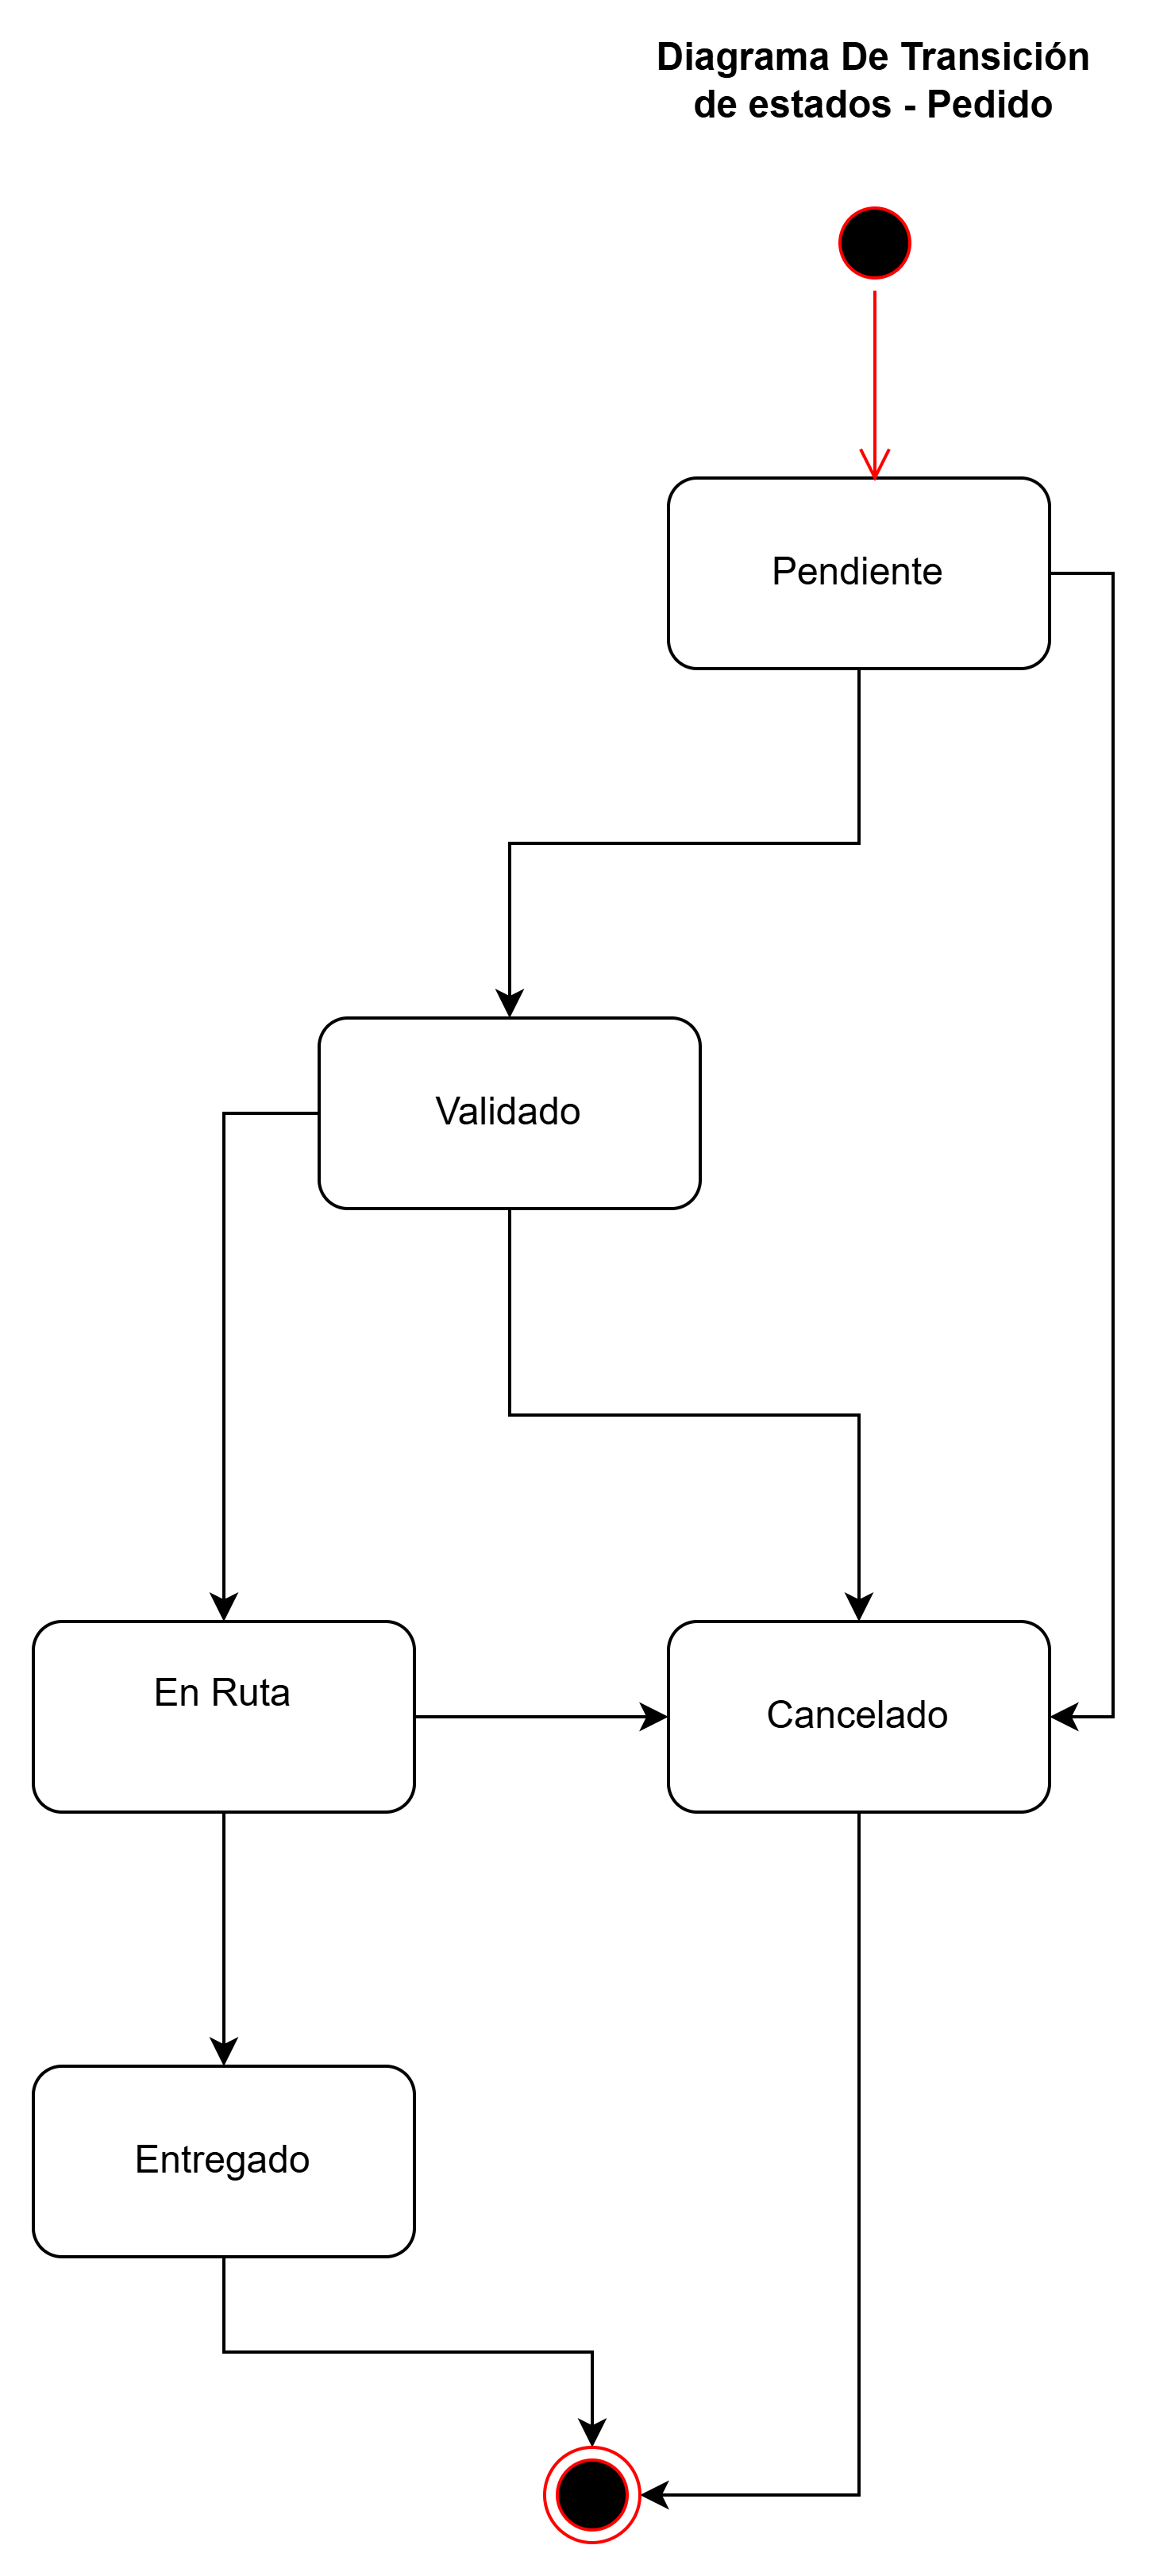 Diagrama De Transición
de estados - Pedido
Pendiente
Validado
En Ruta
Cancelado
Entregado